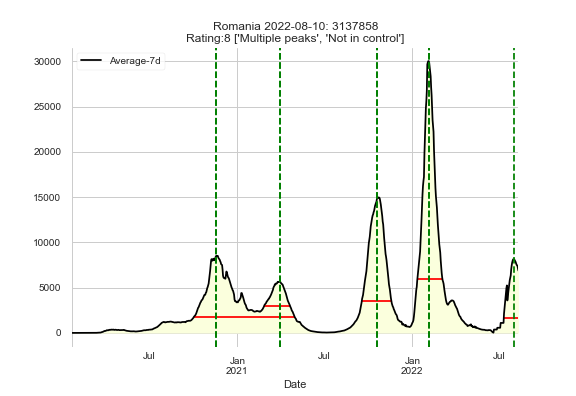 Romania 2022-08-10: 3137858
Rating:8 ['Multiple peaks', 'Not in control']
Average-7d
30000
25000
20000
15000
10000
5000
0
Jul
Jan
2021
Jul
Jan
2022
Jul
Date